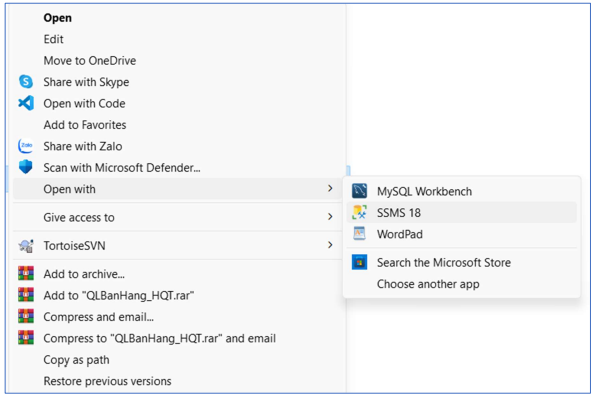 Open
Edit
Move to OneDrive
Share with Skype
Open with Code
Add to Favorites
Zalo
Share with Zalo
Scan with Microsoft Defender...
Open with
Give access to
TortoiseSVN
Add to archive...
Add to "QLBanHang_HQT.rar"
Compress and email...
Compress to "QLBanHang_HQT.rar" and email
Copy as path
Restore previous versions
MySQL Workbench
SSMS 18
WordPad
Search the Microsoft Store
Choose another app